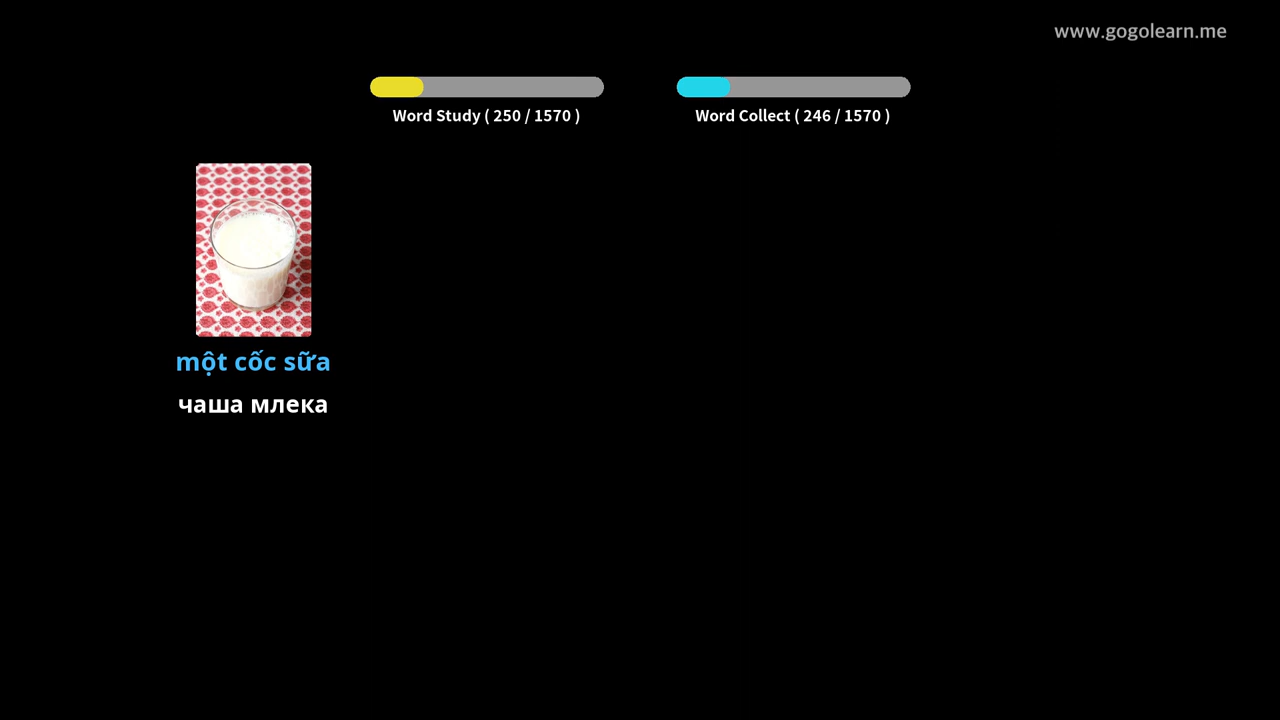 www.gogolearn.me
Word Study ( 250 / 1570 )
Word Collect ( 246 / 1570 )
một cốc sữa
чаша млека